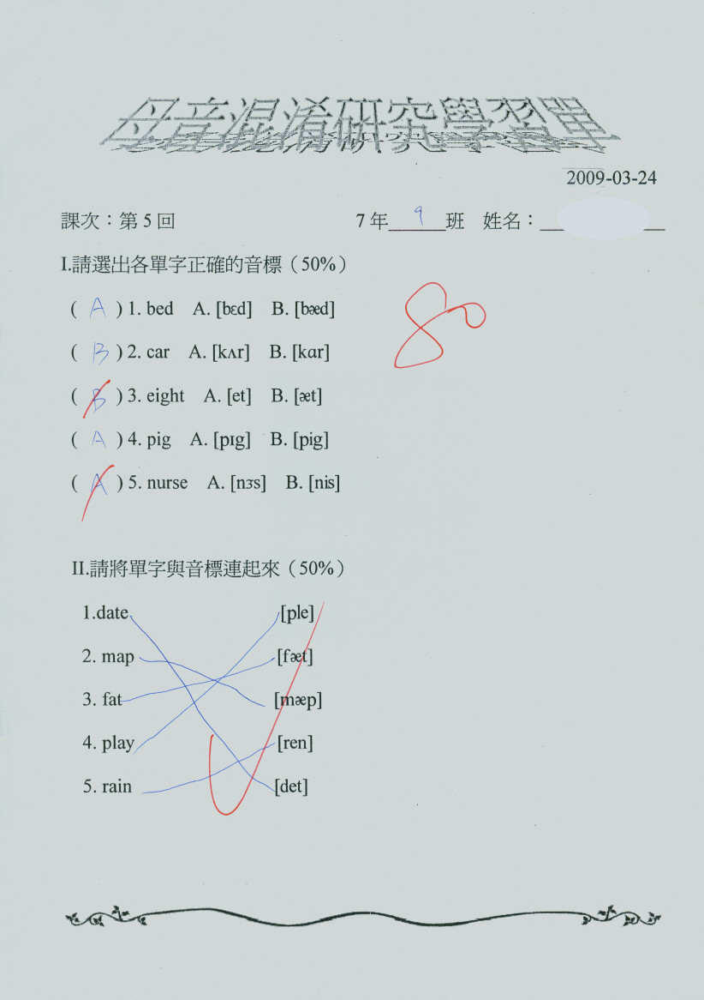 母音混淆研究學習單
2009-03-24
課次：第 5 回 7 年 9 班 姓名：
I.請選出各單字正確的音標（50%）
80
( A ) 1. bed A. [bɛd] B. [bæd]
( B ) 2. car A. [kʌr] B. [kɑr]
( B ) 3. eight A. [et] B. [æt]
( A ) 4. pig A. [pɪg] B. [pig]
( A ) 5. nurse A. [nɜs] B. [nis]
II.請將單字與音標連起來（50%）
1.date [ple]
2. map [fæt]
3. fat [mæp]
4. play [ren]
5. rain [det]